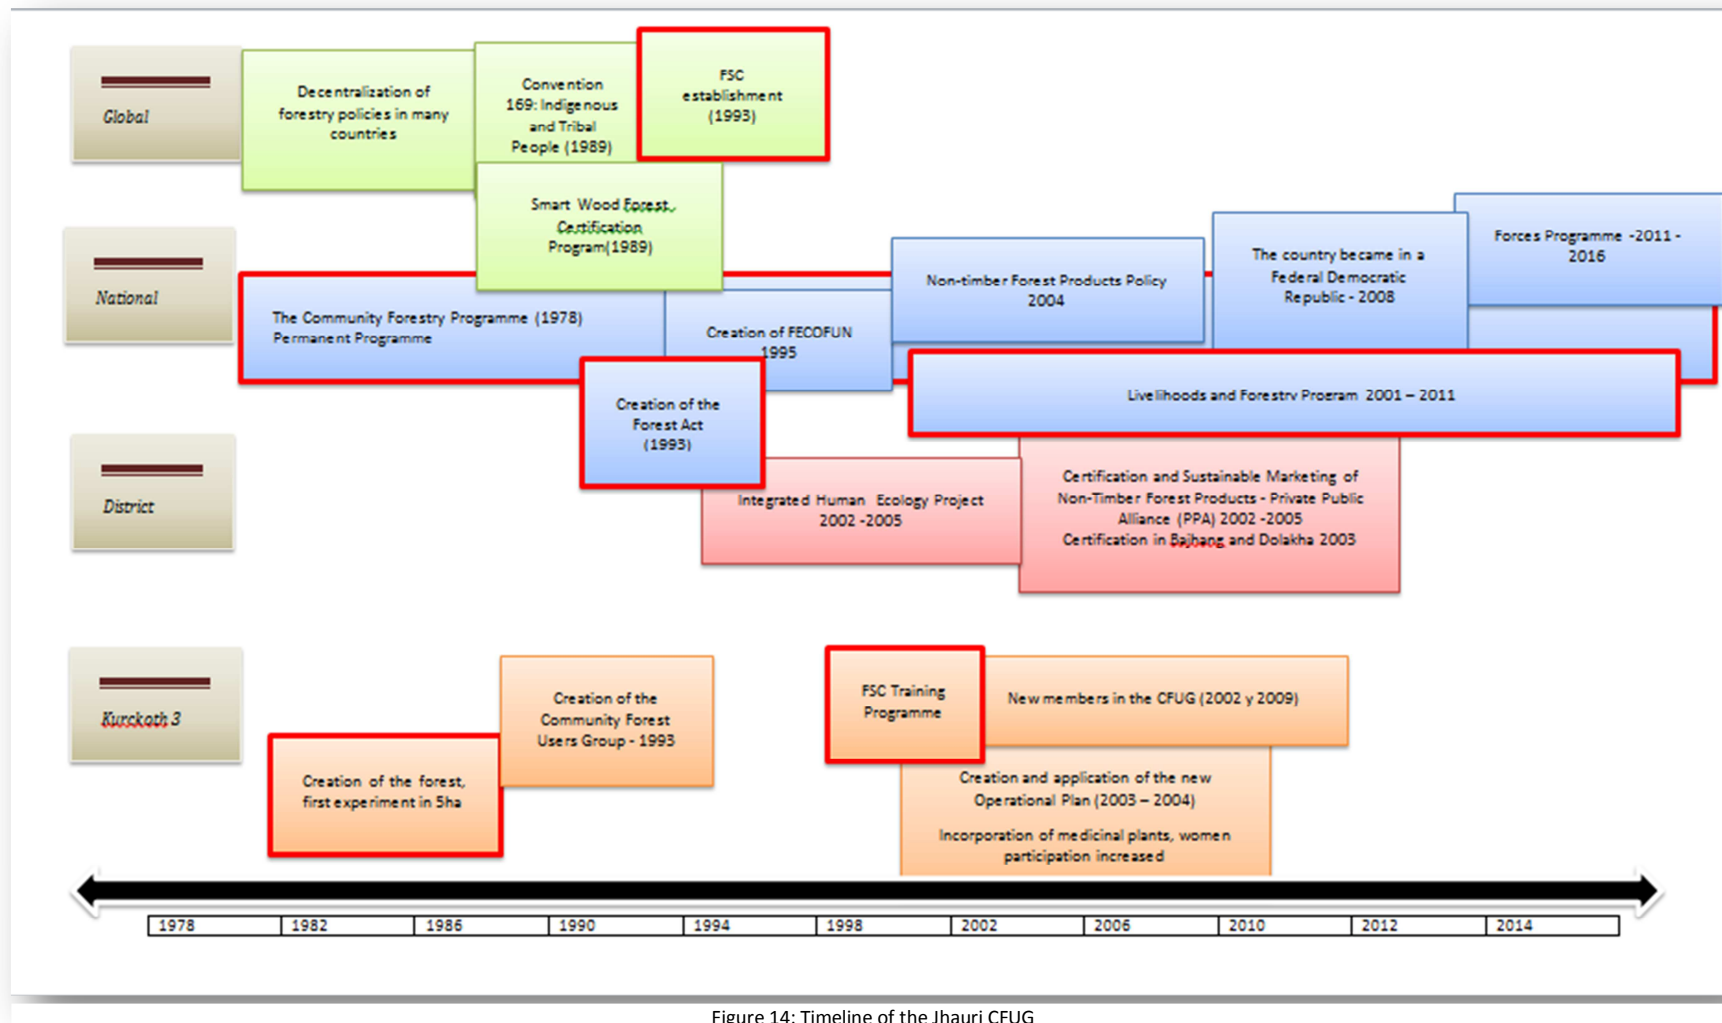 Global
Decentralization of
forestry policies in many
countries
Convention
169: Indigenous
and Tribal
People (1989)
FSC
establishment
(1993)
Smart Wood Forest
Certification
Program(1989)
National
The Community Forestry Programme (1978)
Permanent Programme
Creation of FECOFUN
1995
Non-timber Forest Products Policy
2004
The country became in a
Federal Democratic
Republic - 2008
Forces Programme -2011 -
2016
Creation of the
Forest Act
(1993)
Livelihoods and Forestry Program 2001 – 2011
District
Integrated Human Ecology Project
2002 -2005
Certification and Sustainable Marketing of
Non-Timber Forest Products - Private Public
Alliance (PPA) 2002 -2005
Certification in Bajhang and Dolakha 2003
Kurckoth 3
Creation of the forest,
first experiment in 5ha
Creation of the
Community Forest
Users Group - 1993
FSC Training
Programme
New members in the CFUG (2002 y 2009)
Creation and application of the new
Operational Plan (2003 – 2004)
Incorporation of medicinal plants, women
participation increased
1978 1982 1986 1990 1994 1998 2002 2006 2010 2012 2014
Figure 14: Timeline of the Jhauri CFUG